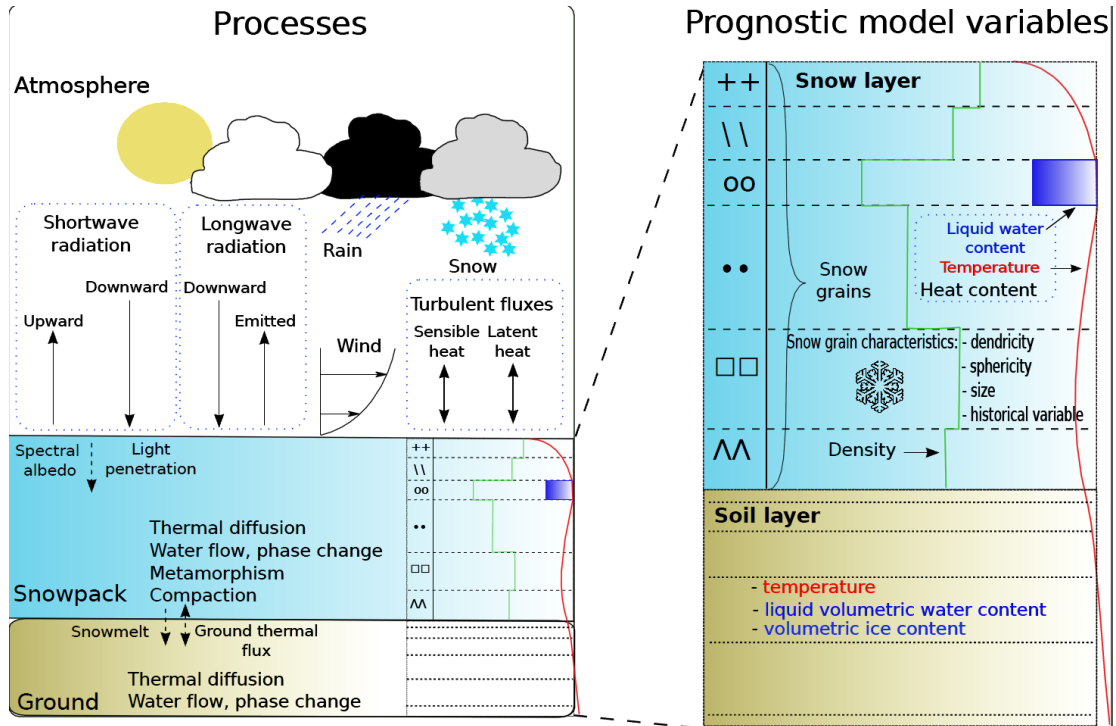 Processes
Atmosphere
Shortwave
radiation
Longwave
radiation
Rain
Snow
Downward
Upward
Downward
Emitted
Wind
Turbulent fluxes
Sensible
heat
Latent
heat
Spectral
albedo
Light
penetration
Thermal diffusion
Water flow, phase change
Metamorphism
Compaction
Snowpack
Snowmelt
Ground thermal
flux
Thermal diffusion
Water flow, phase change
Ground
++
\\
oo
••
□□
ΛΛ
Prognostic model variables
++
Snow layer
\\
oo
••
□□
ΛΛ
Snow
grains
Liquid water
content
Temperature
Heat content
Snow grain characteristics: - dendricity
- sphericity
- size
- historical variable
Density
Soil layer
- temperature
- liquid volumetric water content
- volumetric ice content